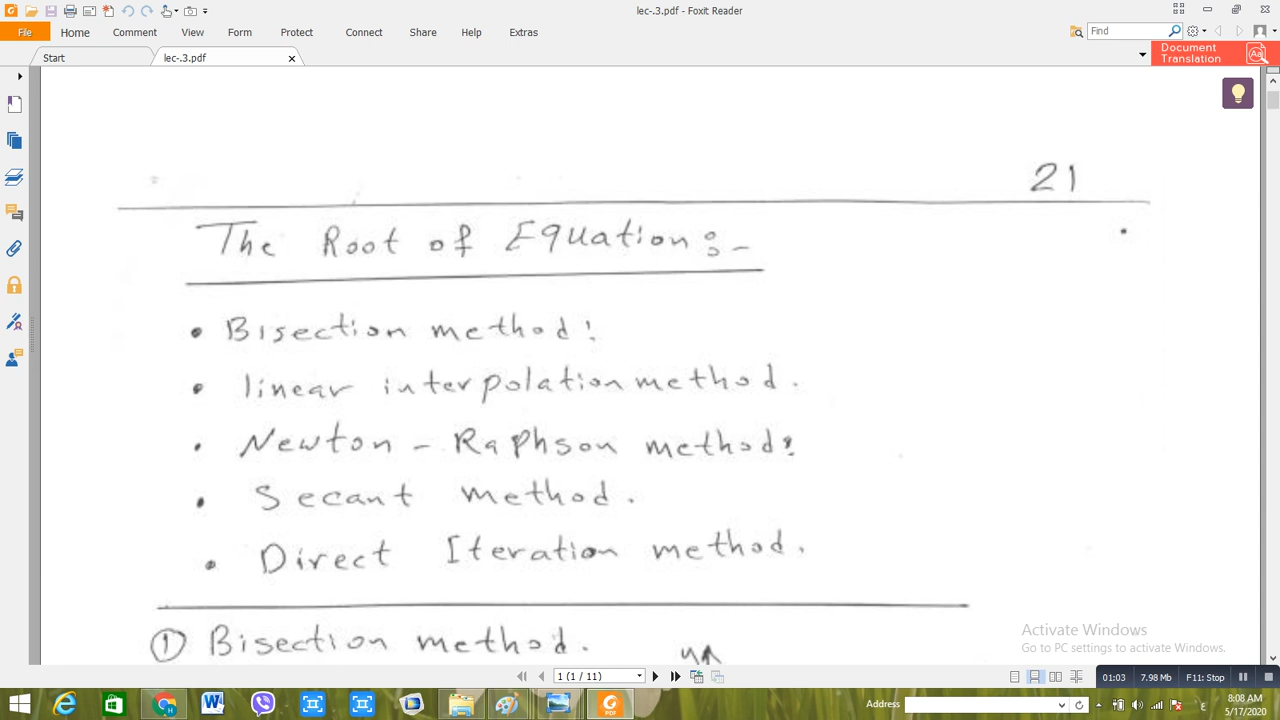 lec-.3.pdf - Foxit Reader
File Home Comment View Form Protect Connect Share Help Extras
Find
Start lec-.3.pdf
Document Translation
21
The Root of Equation:-
• Bisection method:
• linear interpolation method.
• Newton - Raphson method:
• Secant method.
• Direct Iteration method.
① Bisection method.
Activate Windows
Go to PC settings to activate Windows.
1 (1 / 11)
01:03 7.98 Mb F11: Stop
Address
8:08 AM
5/17/2020